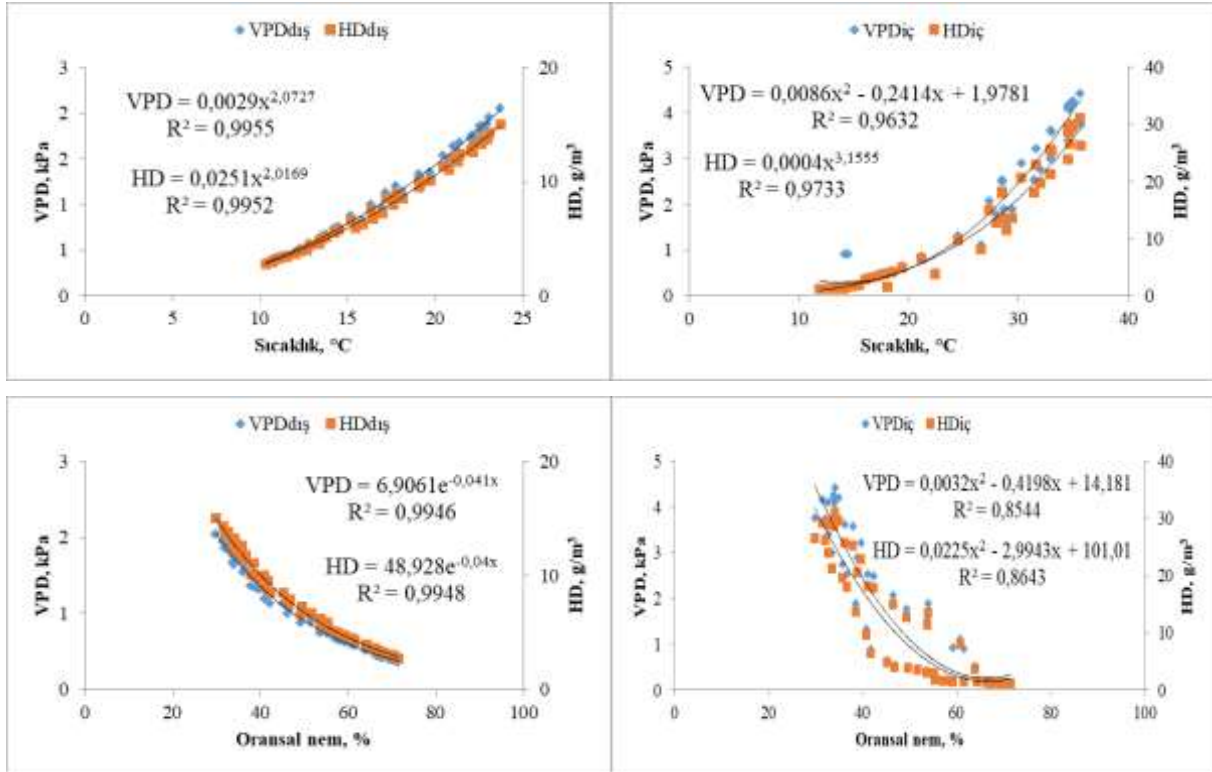 VPDdış HDdış
3
2
2
1
1
0
20
10
0
VPD, kPa
HD, g/m³
VPD = 0,0029x^2,0727
R² = 0,9955
HD = 0,0251x^2,0169
R² = 0,9952
0 5 10 15 20 25
Sıcaklık, °C
VPDiç HDiç
5
4
3
2
1
0
40
30
20
10
0
VPD, kPa
HD, g/m³
VPD = 0,0086x² - 0,2414x + 1,9781
R² = 0,9632
HD = 0,0004x^3,1555
R² = 0,9733
0 10 20 30 40
Sıcaklık, °C
VPDdış HDdış
3
2
1
0
20
10
0
VPD, kPa
HD, g/m³
VPD = 6,9061e^-0,041x
R² = 0,9946
HD = 48,928e^-0,04x
R² = 0,9948
0 20 40 60 80 100
Oransal nem, %
VPDiç HDiç
5
4
3
2
1
0
40
30
20
10
0
VPD, kPa
HD, g/m³
VPD = 0,0032x² - 0,4198x + 14,181
R² = 0,8544
HD = 0,0225x² - 2,9943x + 101,01
R² = 0,8643
0 20 40 60 80 100
Oransal nem, %